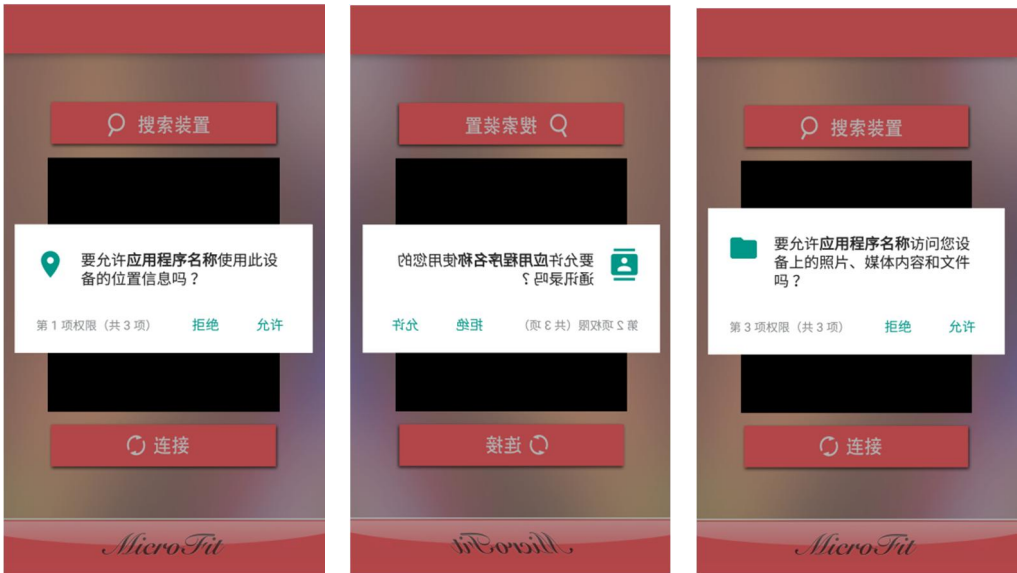 搜索装置
要允许应用程序名称使用此设
备的位置信息吗？
第 1 项权限（共 3 项） 拒绝 允许
连接
MicroFit
搜索装置
要允许应用程序名称使用您的
通讯录吗？
第 2 项权限（共 3 项） 拒绝 允许
连接
MicroFit
搜索装置
要允许应用程序名称访问您设
备上的照片、媒体内容和文件
吗？
第 3 项权限（共 3 项） 拒绝 允许
连接
MicroFit